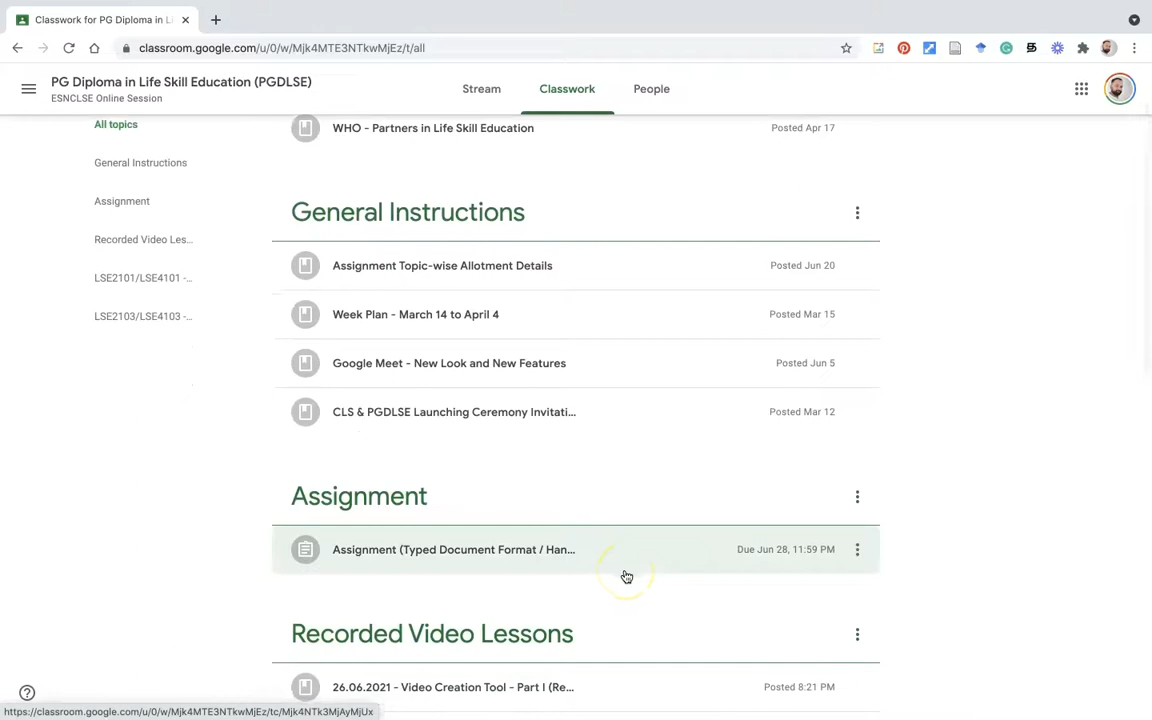 Classwork for PG Diploma in Li
classroom.google.com/u/0/w/Mjk4MTE3NTkwMjEz/t/all
PG Diploma in Life Skill Education (PGDLSE)
ESNCLSE Online Session
Stream
Classwork
People
All topics
General Instructions
Assignment
Recorded Video Les...
LSE2101/LSE4101 -...
LSE2103/LSE4103 -...
WHO - Partners in Life Skill Education
Posted Apr 17
General Instructions
Assignment Topic-wise Allotment Details
Posted Jun 20
Week Plan - March 14 to April 4
Posted Mar 15
Google Meet - New Look and New Features
Posted Jun 5
CLS & PGDLSE Launching Ceremony Invitati...
Posted Mar 12
Assignment
Assignment (Typed Document Format / Han...
Due Jun 28, 11:59 PM
Recorded Video Lessons
26.06.2021 - Video Creation Tool - Part I (Re...
Posted 8:21 PM
https://classroom.google.com/u/0/w/Mjk4MTE3NTkwMjEz/tc/Mjk4NTk3MjAyMjUx